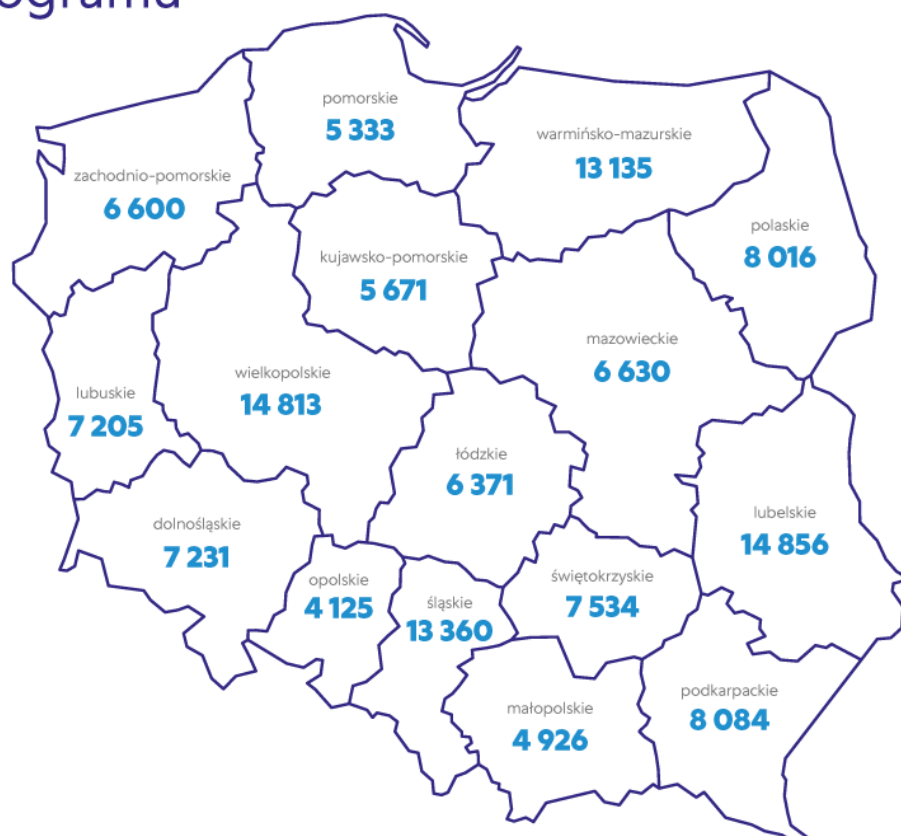 pomorskie
5 333
warmińsko-mazurskie
13 135
zachodnio-pomorskie
6 600
polaskie
8 016
kujawsko-pomorskie
5 671
mazowieckie
6 630
wielkopolskie
14 813
lubuskie
7 205
łódzkie
6 371
lubelskie
14 856
dolnośląskie
7 231
opolskie
4 125
śląskie
13 360
świętokrzyskie
7 534
małopolskie
4 926
podkarpackie
8 084